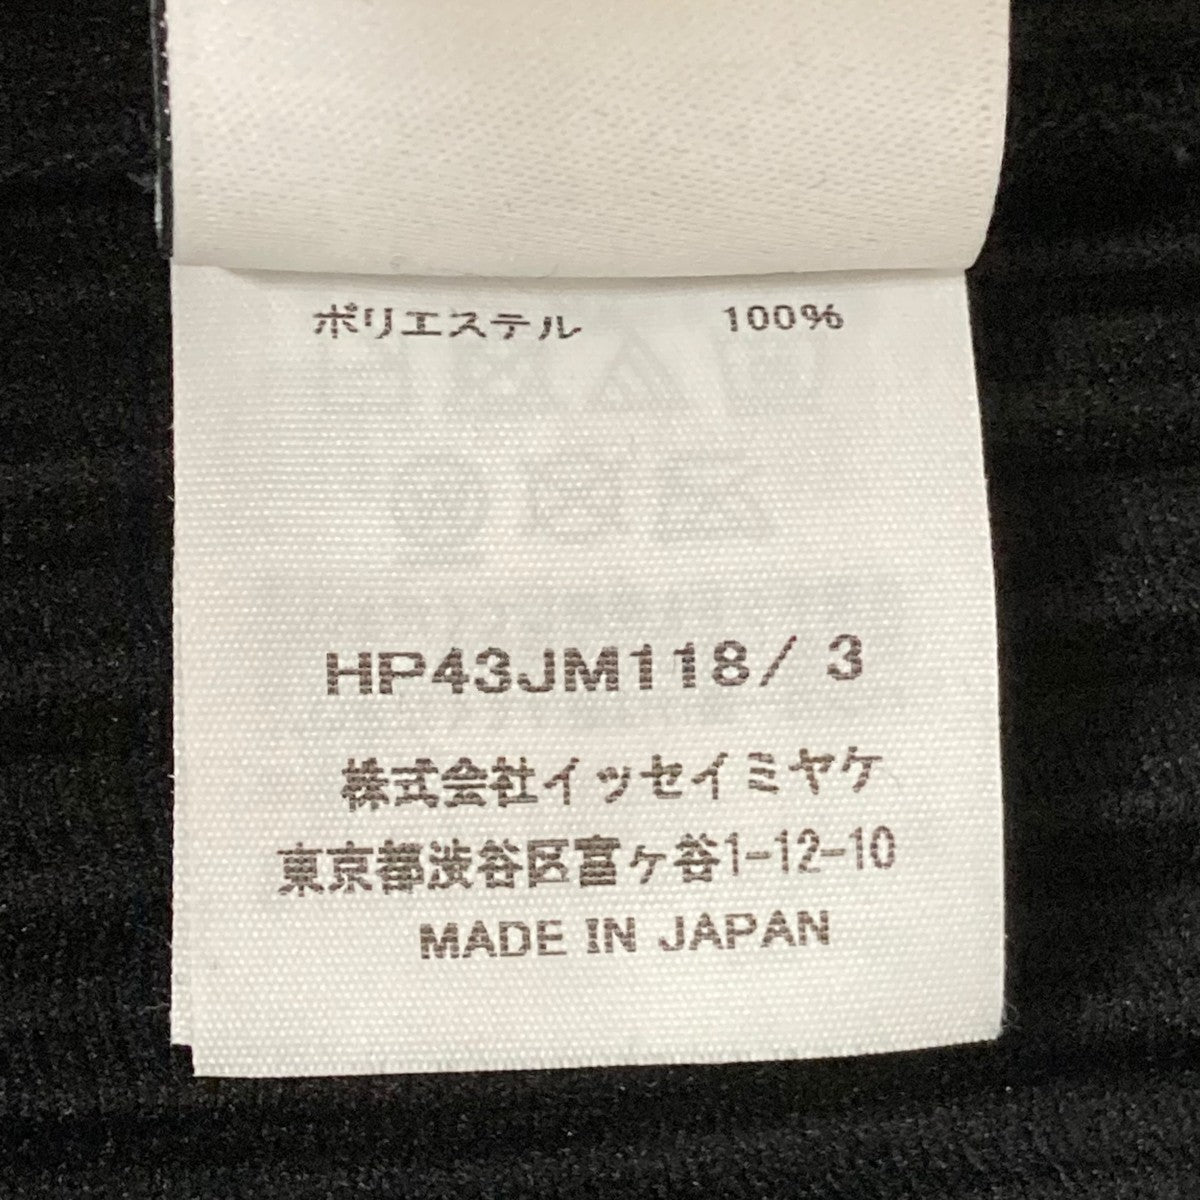 ポリエステル 100%
HP43JM118/ 3
株式会社イッセイミヤケ
東京都渋谷区富ヶ谷1-12-10
MADE IN JAPAN